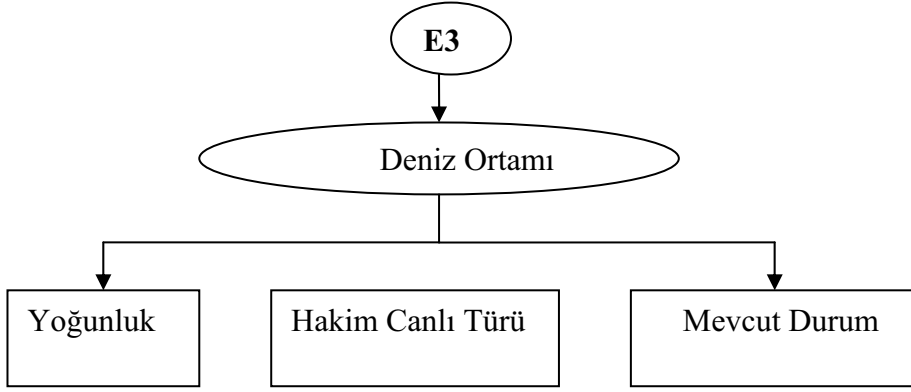 E3
Deniz Ortamı
Yoğunluk
Hakim Canlı Türü
Mevcut Durum